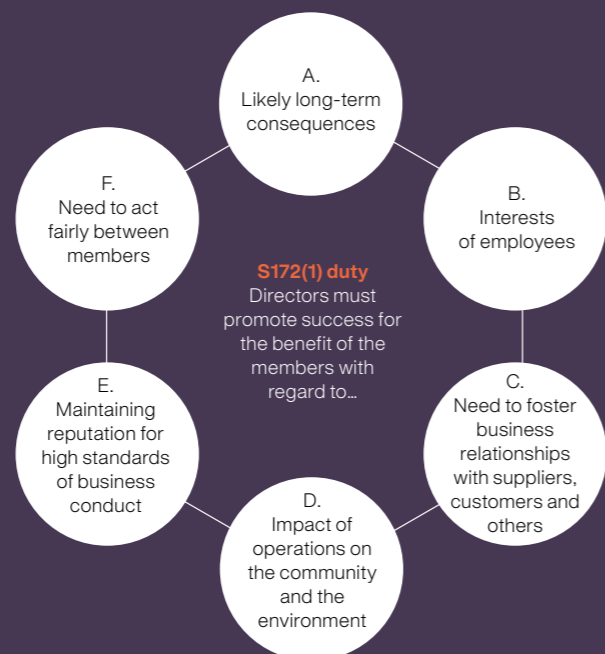 A.
Likely long-term
consequences
B.
Interests
of employees
C.
Need to foster
business
relationships
with suppliers,
customers and
others
D.
Impact of
operations on
the community
and the
environment
E.
Maintaining
reputation for
high standards
of business
conduct
F.
Need to act
fairly between
members
S172(1) duty
Directors must
promote success for
the benefit of the
members with
regard to…